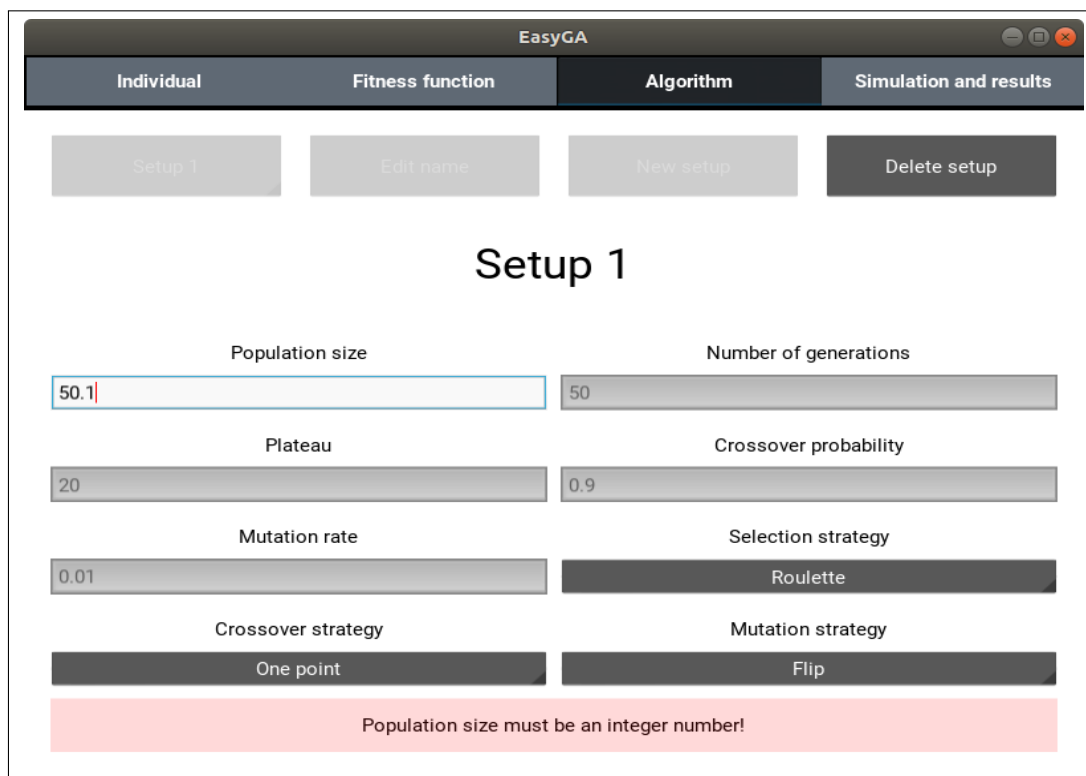 EasyGA
Individual
Fitness function
Algorithm
Simulation and results
Setup 1
Edit name
New setup
Delete setup
Setup 1
Population size
Number of generations
50.1
50
Plateau
Crossover probability
20
0.9
Mutation rate
Selection strategy
0.01
Roulette
Crossover strategy
Mutation strategy
One point
Flip
Population size must be an integer number!